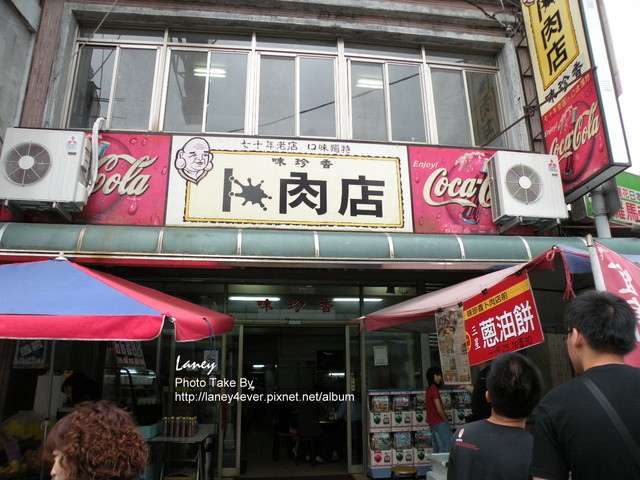 七十年老店 口味獨特
味珍香
卜肉店
Coca-Cola
Enjoy!
Coca-Cola
卜肉店
味珍香
Coca-Cola
味珍香
味珍香卜肉店前
三星
蔥油餅
Laney
Photo Take By
http://laney4ever.pixnet.net/album